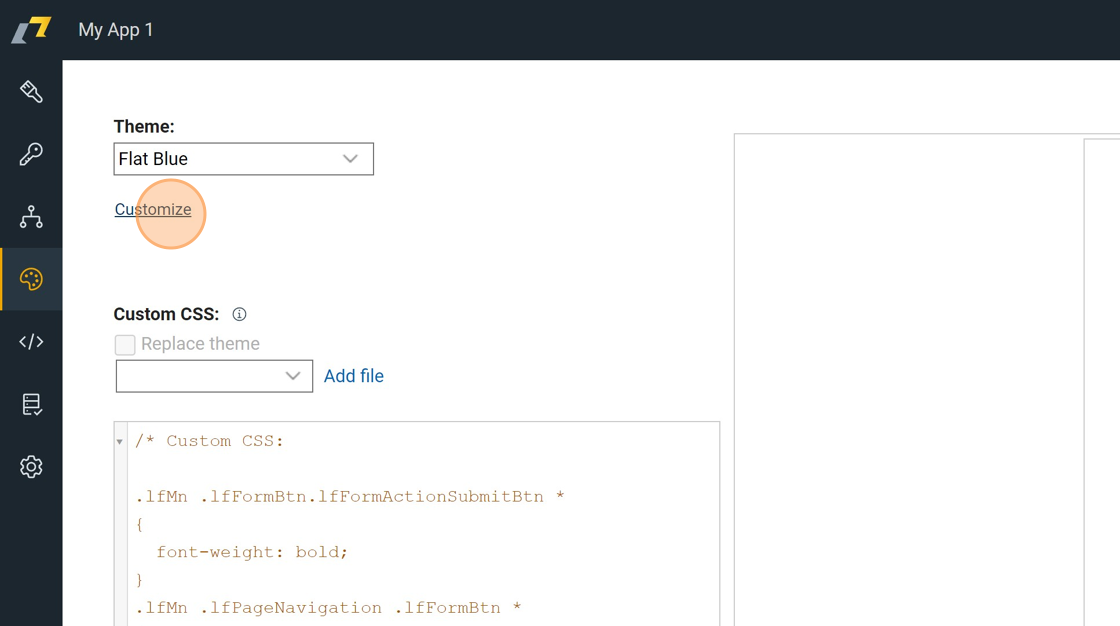 My App 1
Theme:
Flat Blue
Customize
Custom CSS:
Replace theme
Add file
/* Custom CSS:
.lfMn .lfFormBtn.lfFormActionSubmitBtn *
{
font-weight: bold;
}
.lfMn .lfPageNavigation .lfFormBtn *